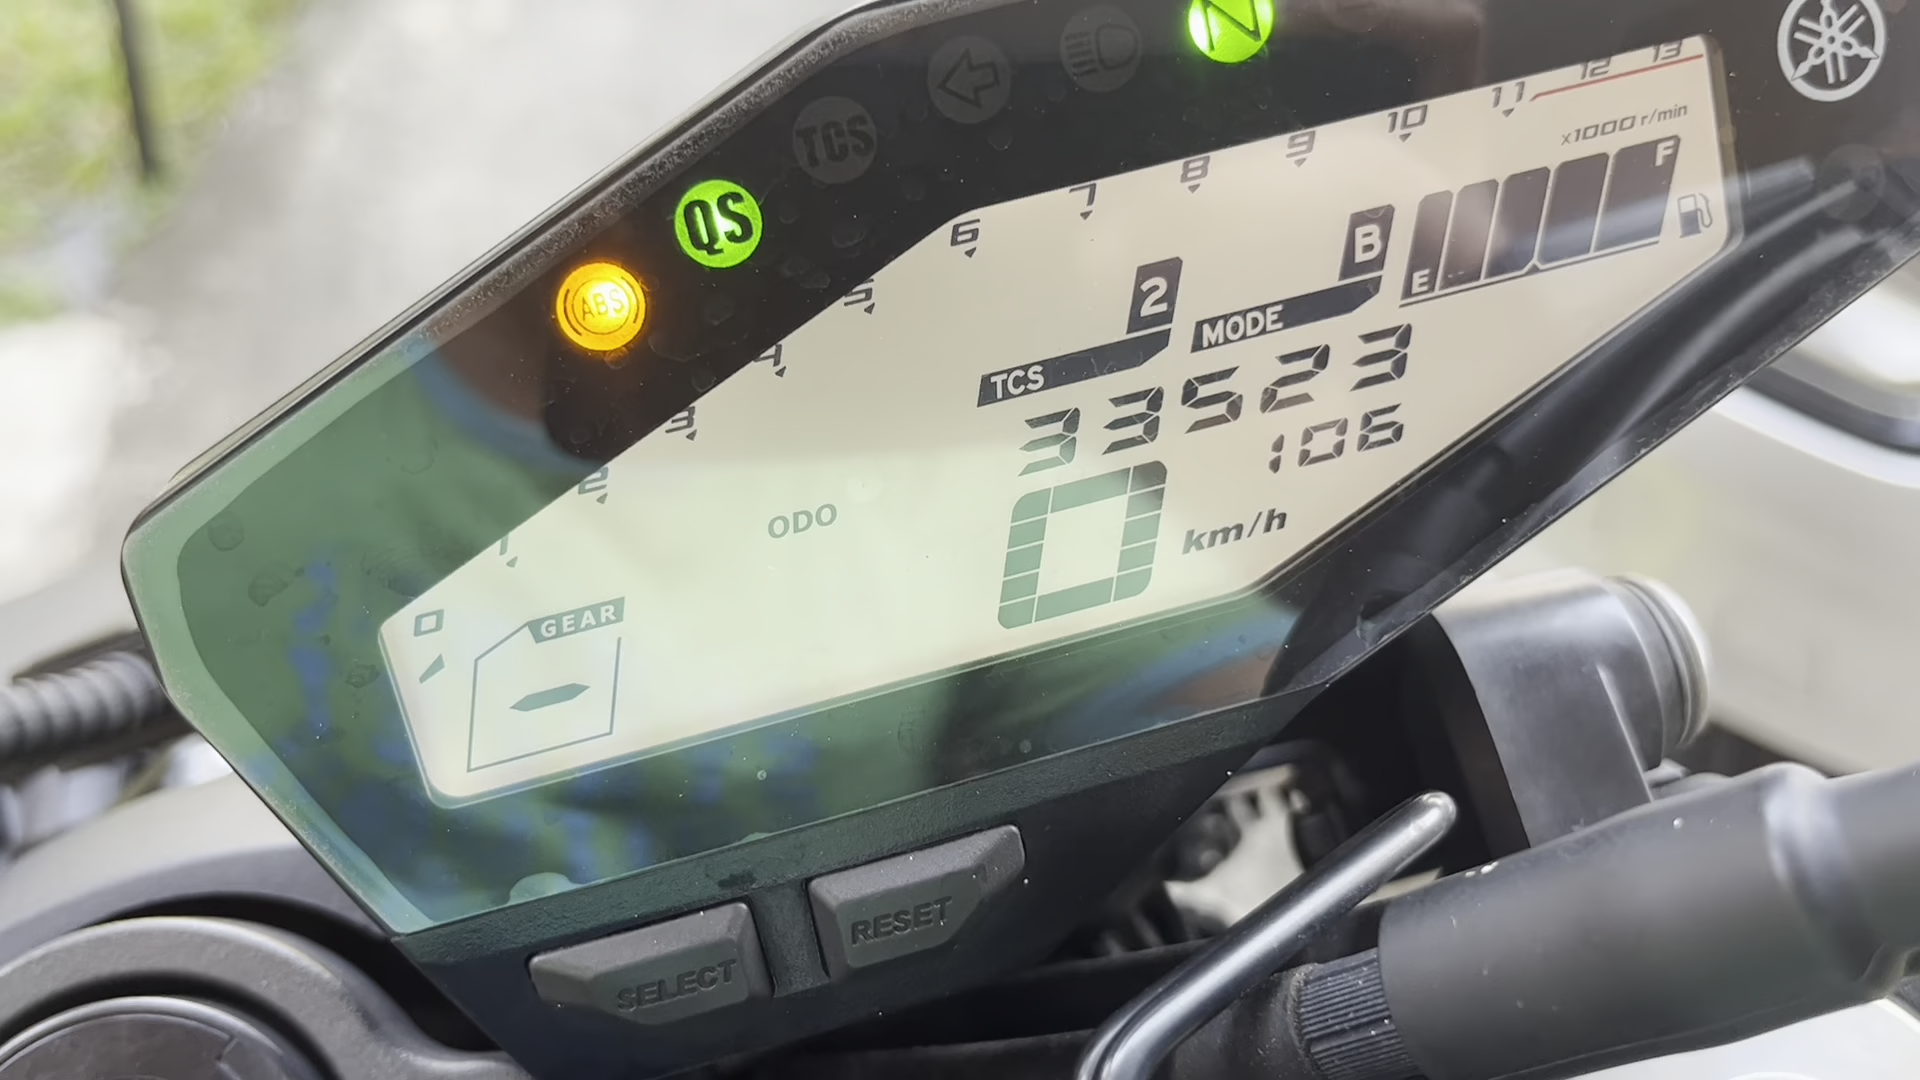 N
TCS
QS
ABS
0 1 2 3 4 5 6 7 8 9 10 11 12 13
x1000 r/min
E F
TCS 2
MODE B
33523
106
ODO
0 km/h
GEAR
-
SELECT
RESET